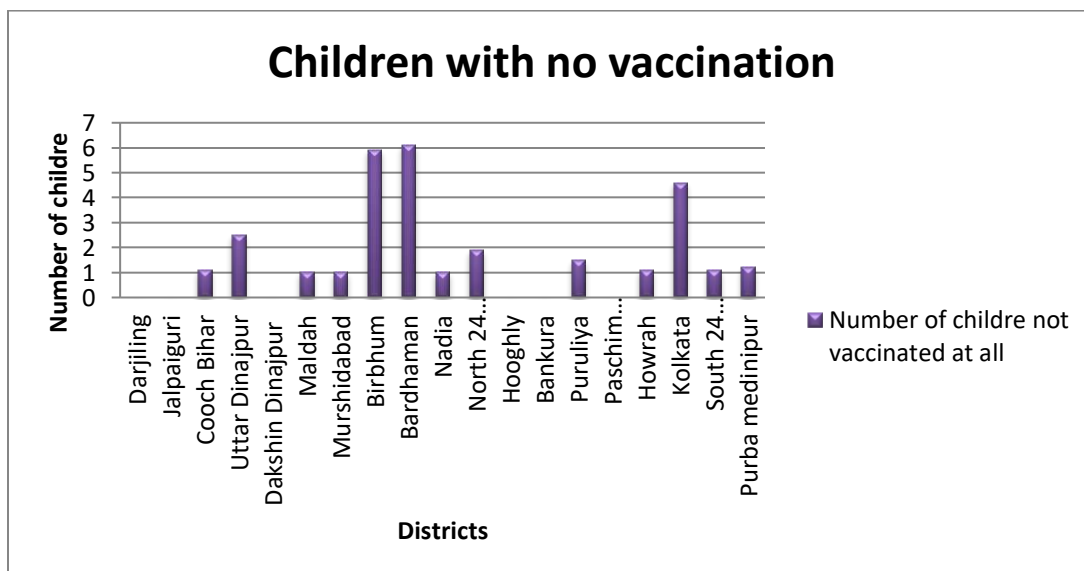 Children with no vaccination
Number of childre
7
6
5
4
3
2
1
0
Darjiling
Jalpaiguri
Cooch Bihar
Uttar Dinajpur
Dakshin Dinajpur
Maldah
Murshidabad
Birbhum
Bardhaman
Nadia
North 24…
Hooghly
Bankura
Puruliya
Paschim…
Howrah
Kolkata
South 24…
Purba medinipur
Districts
Number of childre not
vaccinated at all